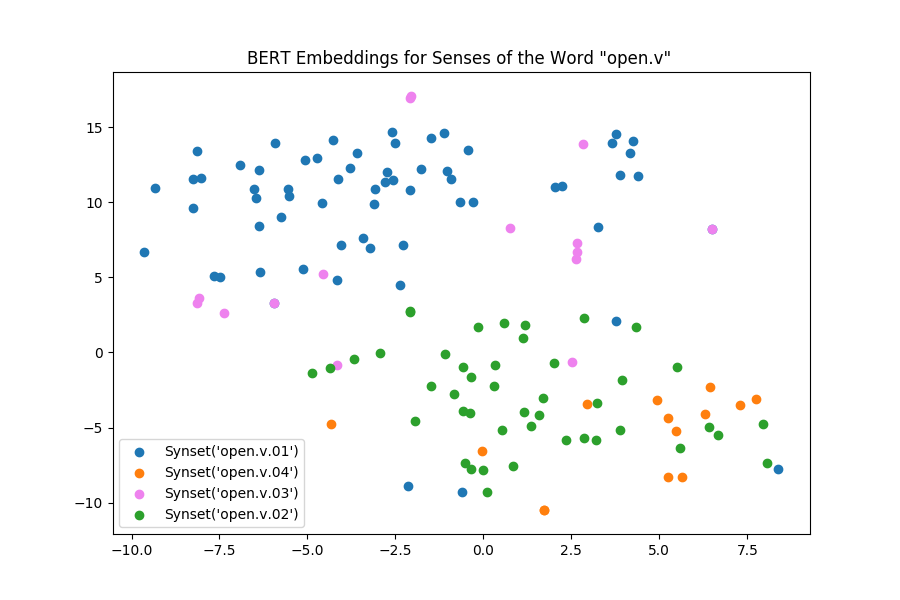 BERT Embeddings for Senses of the Word "open.v"
15
10
5
0
−5
−10
Synset('open.v.01')
Synset('open.v.04')
Synset('open.v.03')
Synset('open.v.02')
−10.0 −7.5 −5.0 −2.5 0.0 2.5 5.0 7.5